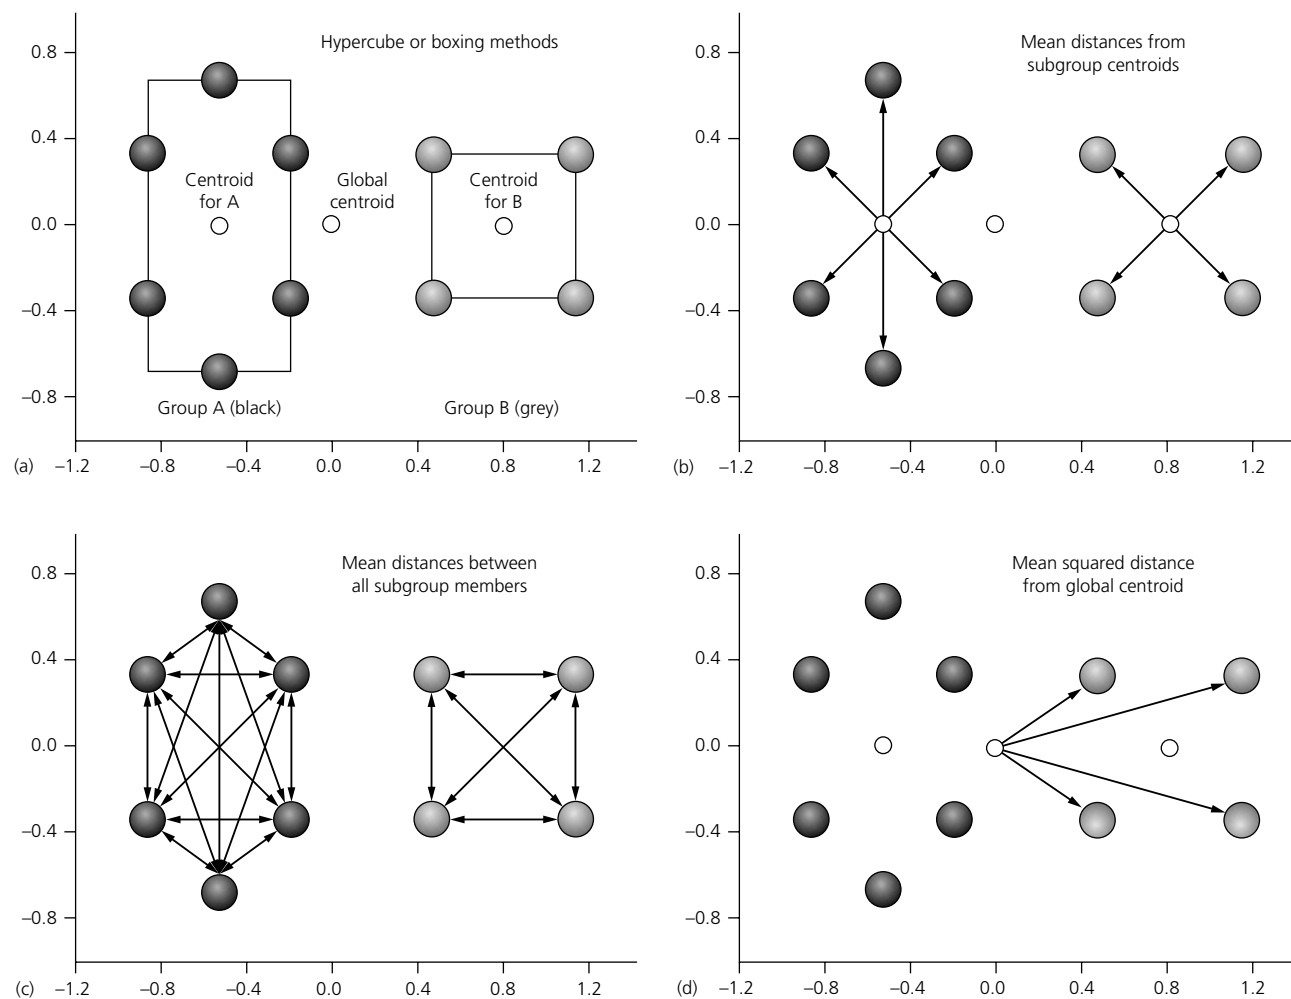 Hypercube or boxing methods
0.8
0.4
0.0
−0.4
−0.8
Centroid
for A
Global
centroid
Centroid
for B
Group A (black)
Group B (grey)
(a)
−1.2 −0.8 −0.4 0.0 0.4 0.8 1.2
Mean distances from
subgroup centroids
0.8
0.4
0.0
−0.4
−0.8
(b)
−1.2 −0.8 −0.4 0.0 0.4 0.8 1.2
Mean distances between
all subgroup members
0.8
0.4
0.0
−0.4
−0.8
(c)
−1.2 −0.8 −0.4 0.0 0.4 0.8 1.2
Mean squared distance
from global centroid
0.8
0.4
0.0
−0.4
−0.8
(d)
−1.2 −0.8 −0.4 0.0 0.4 0.8 1.2